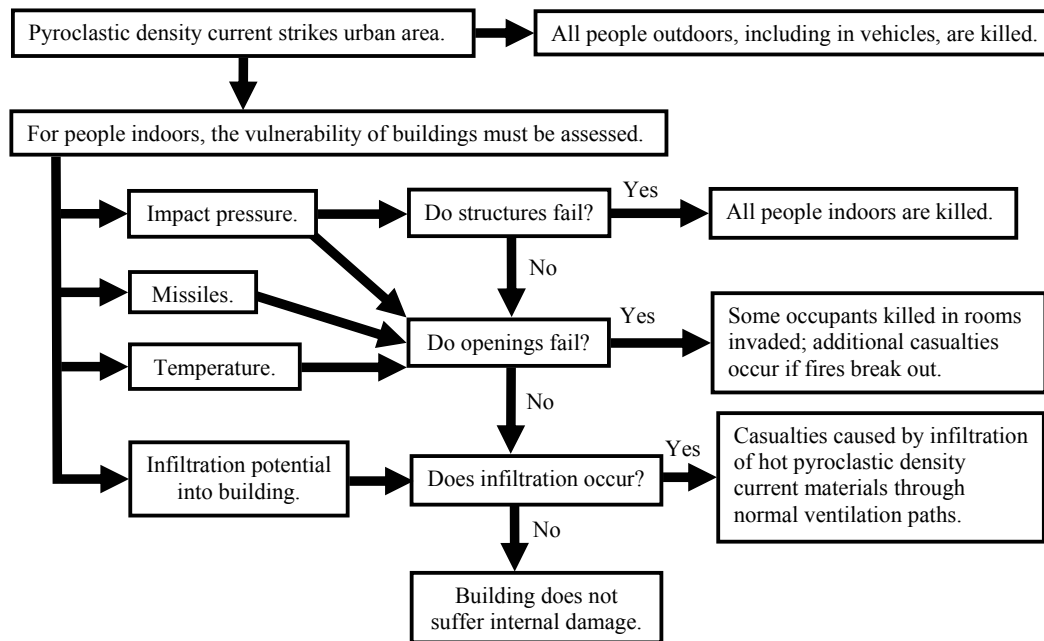 Pyroclastic density current strikes urban area.
All people outdoors, including in vehicles, are killed.
For people indoors, the vulnerability of buildings must be assessed.
Impact pressure.
Do structures fail?
Yes
All people indoors are killed.
No
Missiles.
Do openings fail?
Yes
Some occupants killed in rooms
invaded; additional casualties
occur if fires break out.
Temperature.
No
Infiltration potential
into building.
Does infiltration occur?
Yes
Casualties caused by infiltration
of hot pyroclastic density
current materials through
normal ventilation paths.
No
Building does not
suffer internal damage.